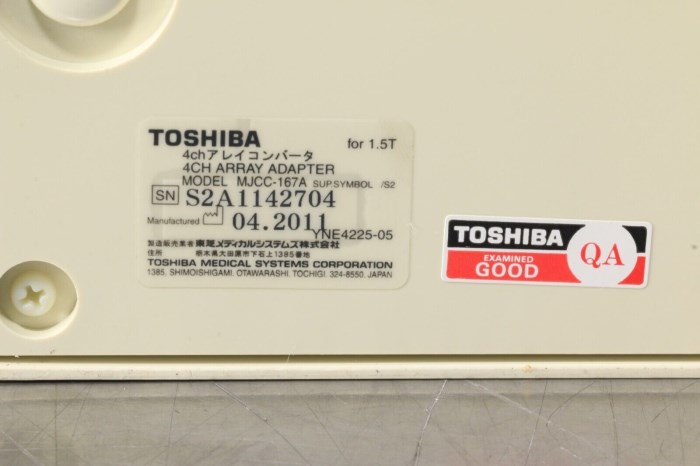 TOSHIBA for 1.5T
4chアレイコンバータ
4CH ARRAY ADAPTER
MODEL MJCC-167A SUP.SYMBOL /S2
SN S2A1142704
Manufactured 04.2011
YNE4225-05
製造販売業者 東芝メディカルシステムズ株式会社
住所 栃木県大田原市下石上1385番地
TOSHIBA MEDICAL SYSTEMS CORPORATION
1385, SHIMOISHIGAMI, OTAWARASHI, TOCHIGI, 324-8550, JAPAN
TOSHIBA
EXAMINED
GOOD
QA